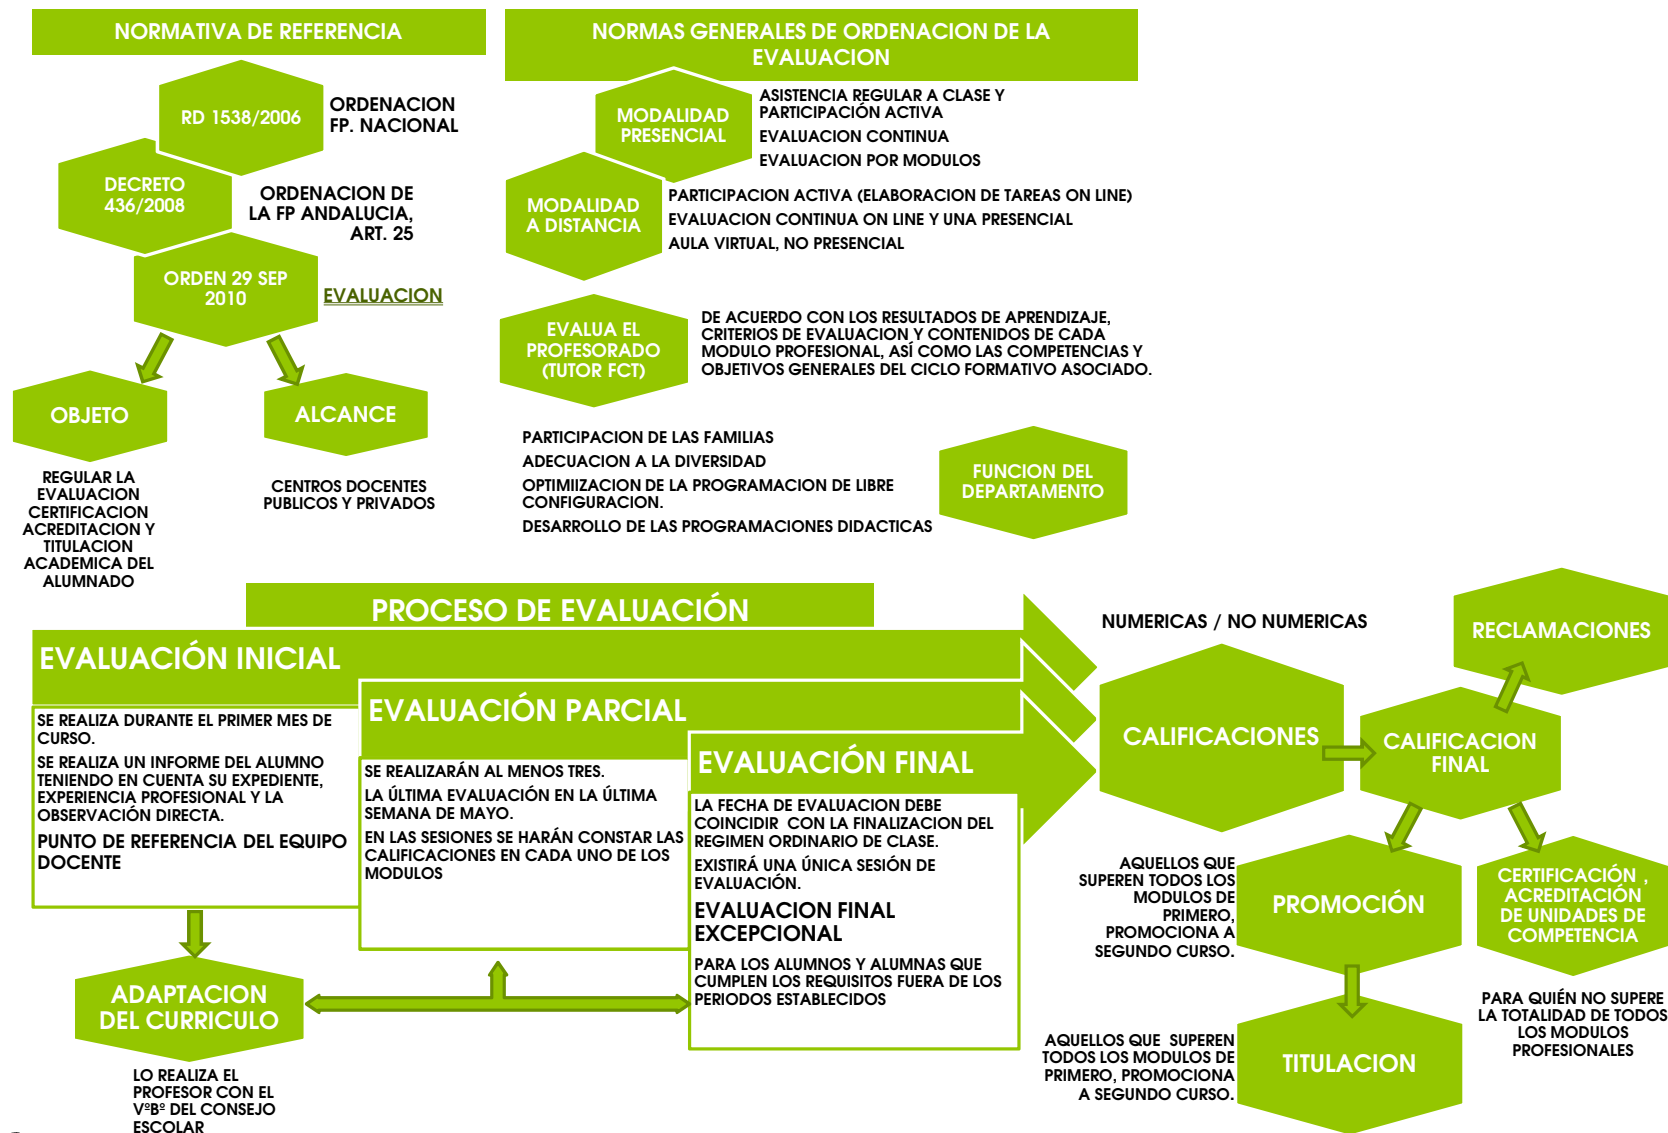 NORMATIVA DE REFERENCIA
RD 1538/2006
ORDENACION
FP. NACIONAL
DECRETO
436/2008
ORDENACION DE
LA FP ANDALUCIA,
ART. 25
ORDEN 29 SEP
2010
EVALUACION
OBJETO
REGULAR LA
EVALUACION
CERTIFICACION
ACREDITACION Y
TITULACION
ACADEMICA DEL
ALUMNADO
ALCANCE
CENTROS DOCENTES
PUBLICOS Y PRIVADOS
NORMAS GENERALES DE ORDENACION DE LA
EVALUACION
MODALIDAD
PRESENCIAL
ASISTENCIA REGULAR A CLASE Y
PARTICIPACIÓN ACTIVA
EVALUACION CONTINUA
EVALUACION POR MODULOS
MODALIDAD
A DISTANCIA
PARTICIPACION ACTIVA (ELABORACION DE TAREAS ON LINE)
EVALUACION CONTINUA ON LINE Y UNA PRESENCIAL
AULA VIRTUAL, NO PRESENCIAL
EVALUA EL
PROFESORADO
(TUTOR FCT)
DE ACUERDO CON LOS RESULTADOS DE APRENDIZAJE,
CRITERIOS DE EVALUACION Y CONTENIDOS DE CADA
MODULO PROFESIONAL, ASÍ COMO LAS COMPETENCIAS Y
OBJETIVOS GENERALES DEL CICLO FORMATIVO ASOCIADO.
PARTICIPACION DE LAS FAMILIAS
ADECUACION A LA DIVERSIDAD
OPTIMIIZACION DE LA PROGRAMACION DE LIBRE
CONFIGURACION.
DESARROLLO DE LAS PROGRAMACIONES DIDACTICAS
FUNCION DEL
DEPARTAMENTO
PROCESO DE EVALUACIÓN
EVALUACIÓN INICIAL
SE REALIZA DURANTE EL PRIMER MES DE
CURSO.
SE REALIZA UN INFORME DEL ALUMNO
TENIENDO EN CUENTA SU EXPEDIENTE,
EXPERIENCIA PROFESIONAL Y LA
OBSERVACIÓN DIRECTA.
PUNTO DE REFERENCIA DEL EQUIPO
DOCENTE
ADAPTACION
DEL CURRICULO
LO REALIZA EL
PROFESOR CON EL
VºBº DEL CONSEJO
ESCOLAR
EVALUACIÓN PARCIAL
SE REALIZARÁN AL MENOS TRES.
LA ÚLTIMA EVALUACIÓN EN LA ÚLTIMA
SEMANA DE MAYO.
EN LAS SESIONES SE HARÁN CONSTAR LAS
CALIFICACIONES EN CADA UNO DE LOS
MODULOS
EVALUACIÓN FINAL
LA FECHA DE EVALUACION DEBE
COINCIDIR CON LA FINALIZACION DEL
REGIMEN ORDINARIO DE CLASE.
EXISTIRÁ UNA ÚNICA SESIÓN DE
EVALUACIÓN.
EVALUACION FINAL
EXCEPCIONAL
PARA LOS ALUMNOS Y ALUMNAS QUE
CUMPLEN LOS REQUISITOS FUERA DE LOS
PERIODOS ESTABLECIDOS
NUMERICAS / NO NUMERICAS
CALIFICACIONES
CALIFICACION
FINAL
RECLAMACIONES
AQUELLOS QUE
SUPEREN TODOS LOS
MODULOS DE
PRIMERO,
PROMOCIONA A
SEGUNDO CURSO.
PROMOCIÓN
CERTIFICACIÓN ,
ACREDITACIÓN
DE UNIDADES DE
COMPETENCIA
PARA QUIÉN NO SUPERE
LA TOTALIDAD DE TODOS
LOS MODULOS
PROFESIONALES
AQUELLOS QUE SUPEREN
TODOS LOS MODULOS DE
PRIMERO, PROMOCIONA
A SEGUNDO CURSO.
TITULACION